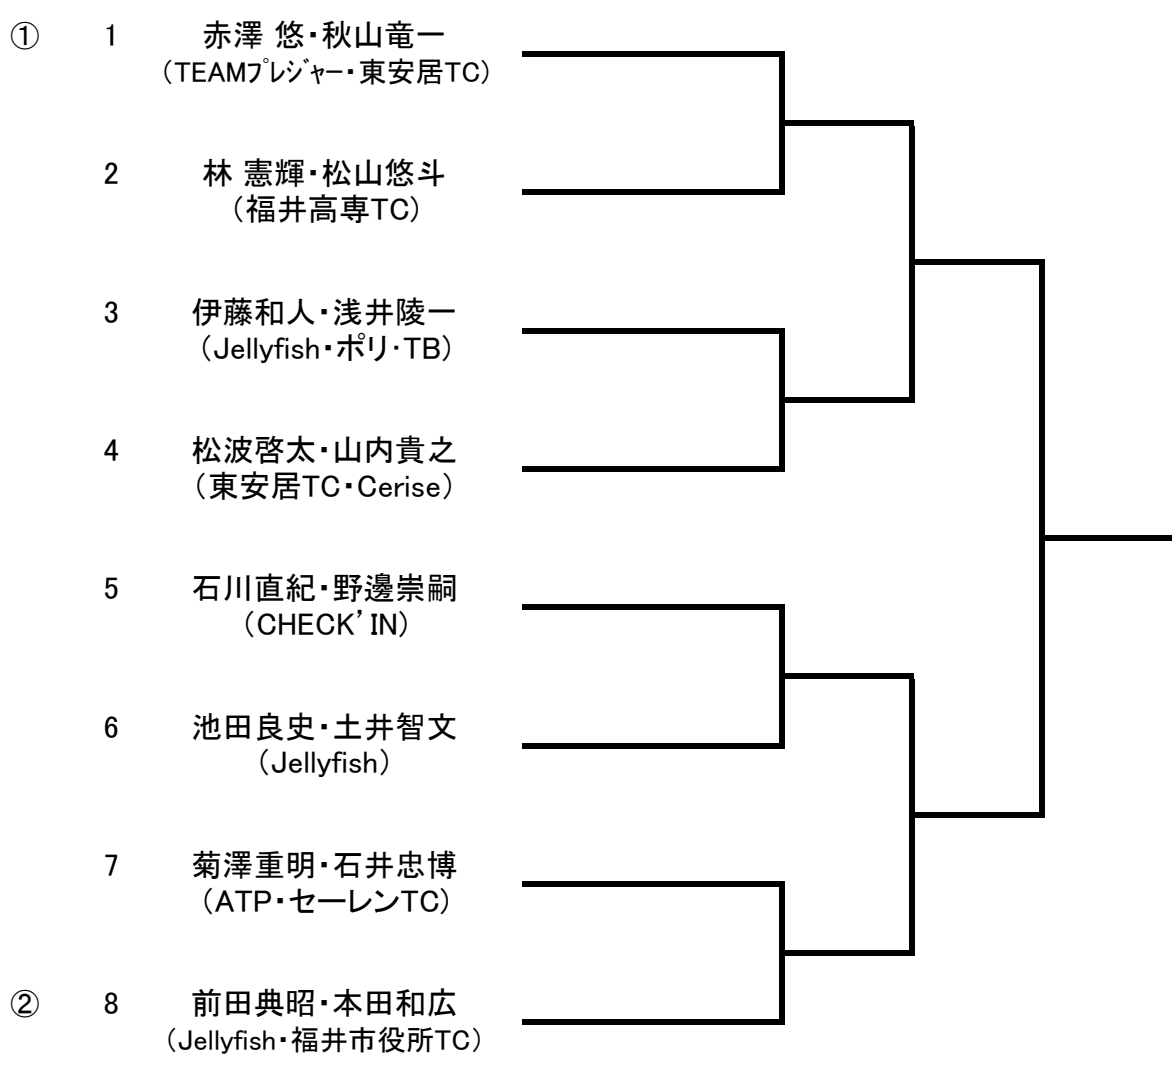 ① 1 赤澤 悠・秋山竜一
（TEAMﾌﾟﾚｼﾞｬｰ・東安居TC）
2 林 憲輝・松山悠斗
（福井高専TC）
3 伊藤和人・浅井陵一
（Jellyfish・ポリ･TB）
4 松波啓太・山内貴之
（東安居TC・Cerise）
5 石川直紀・野邊崇嗣
（CHECK’IN）
6 池田良史・土井智文
（Jellyfish）
7 菊澤重明・石井忠博
（ATP・セーレンTC）
② 8 前田典昭・本田和広
（Jellyfish・福井市役所TC）